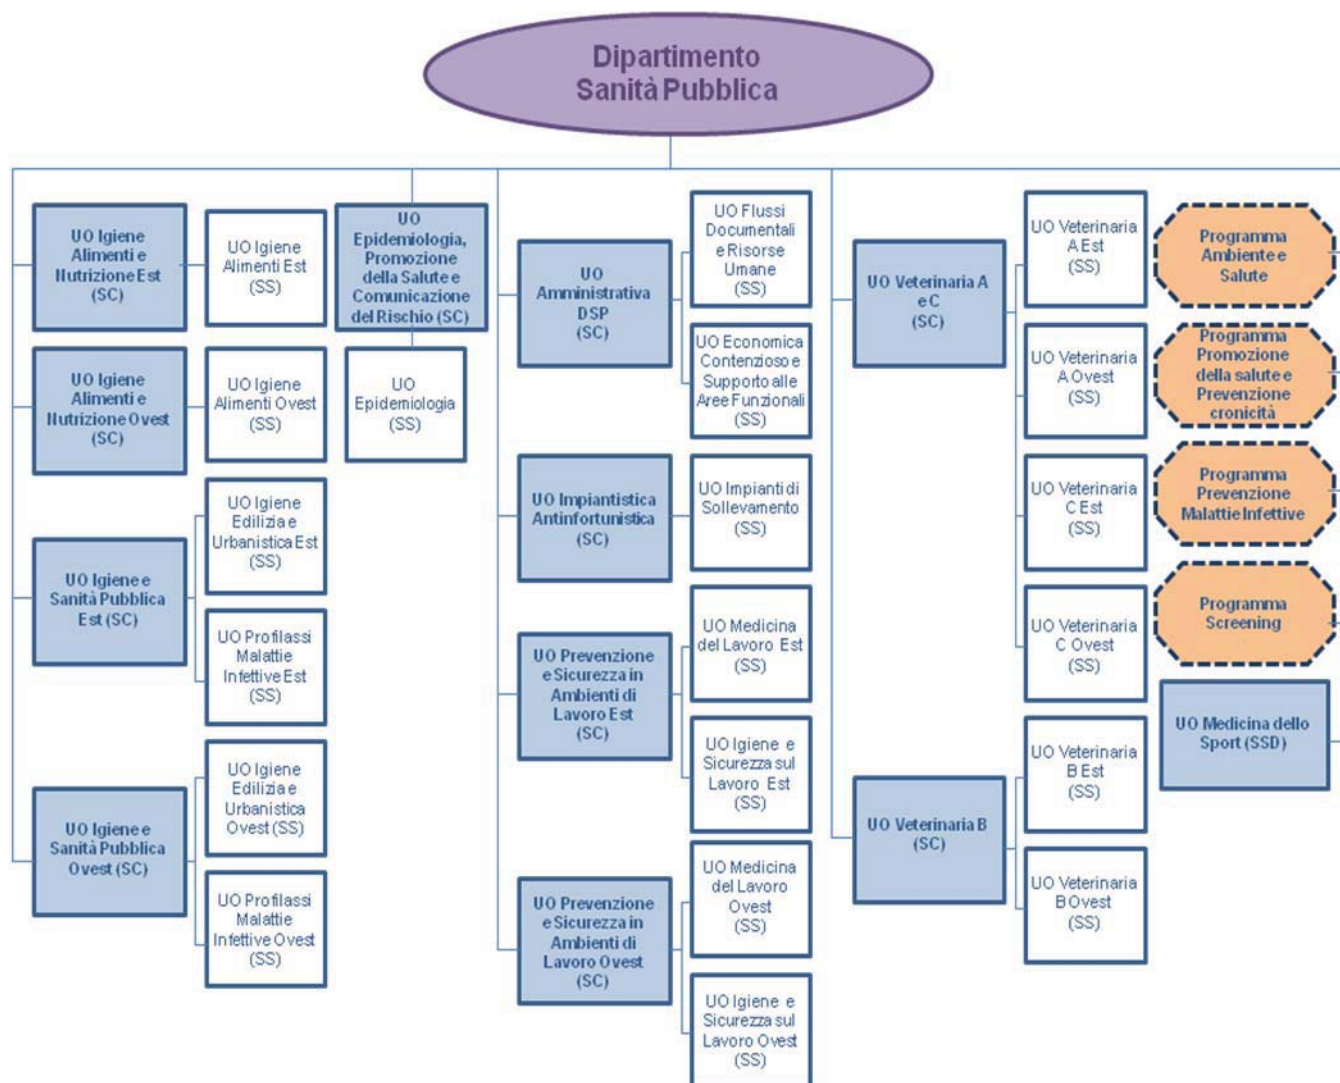 Dipartimento
Sanità Pubblica
UO Igiene
Alimenti e
Nutrizione Est
(SC)
UO Igiene
Alimenti Est
(SS)
UO Igiene
Alimenti e
Nutrizione Ovest
(SC)
UO Igiene
Alimenti Ovest
(SS)
UO Igiene e
Sanità Pubblica
Est (SC)
UO Igiene
Edilizia e
Urbanistica Est
(SS)
UO Profilassi
Malattie
Infettive Est
(SS)
UO Igiene e
Sanità Pubblica
Ovest (SC)
UO Igiene
Edilizia e
Urbanistica
Ovest (SS)
UO Profilassi
Malattie
Infettive Ovest
(SS)
UO
Epidemiologia,
Promozione
della Salute e
Comunicazione
del Rischio (SC)
UO
Epidemiologia
(SS)
UO
Amministrativa
DSP
(SC)
UO Flussi
Documentali
e Risorse
Umane
(SS)
UO Economica
Contenzioso e
Supporto alle
Aree Funzionali
(SS)
UO Impiantistica
Antinfortunistica
(SC)
UO Impianti di
Sollevamento
(SS)
UO Prevenzione
e Sicurezza in
Ambienti di
Lavoro Est
(SC)
UO Medicina
del Lavoro Est
(SS)
UO Igiene e
Sicurezza sul
Lavoro Est
(SS)
UO Prevenzione
e Sicurezza in
Ambienti di
Lavoro Ovest
(SC)
UO Medicina
del Lavoro
Ovest
(SS)
UO Igiene e
Sicurezza sul
Lavoro Ovest
(SS)
UO Veterinaria A
e C
(SC)
UO Veterinaria
A Est
(SS)
UO Veterinaria
A Ovest
(SS)
UO Veterinaria
C Est
(SS)
UO Veterinaria
C Ovest
(SS)
UO Veterinaria B
(SC)
UO Veterinaria
B Est
(SS)
UO Veterinaria
B Ovest
(SS)
Programma
Ambiente e
Salute
Programma
Promozione
della salute e
Prevenzione
cronicità
Programma
Prevenzione
Malattie Infettive
Programma
Screening
UO Medicina dello
Sport (SSD)